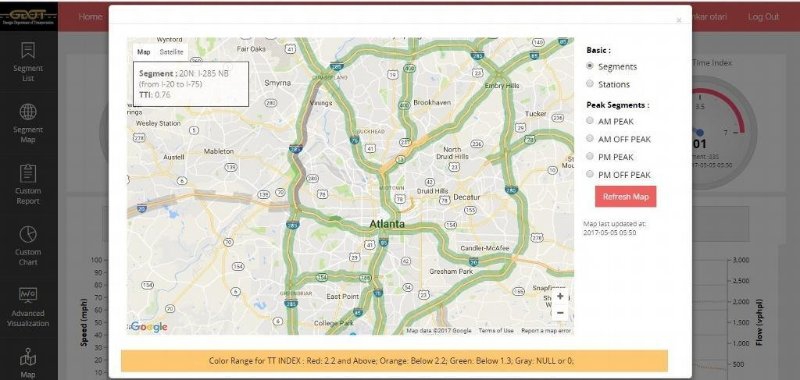 GDOT
Georgia Department of Transportation
Home
Log Out
×
Segment
List
Segment
Map
Custom
Report
Custom
Chart
Advanced
Visualization
Map
Map Satellite
Segment : 20N: I-285 NB
(from I-20 to I-75)
TTI: 0.76
Wynford
Fair Oaks
Smyrna
CUMBERLAND
Vinings
Brookhaven
Embry Hills
Tucker
BUCKHEAD
Wesley Station
Mableton
Austell
North
Druid Hills
Druid Hills
MIDTOWN
Decatur
Atlanta
Candler-McAfee
Gresham Park
GREENBRIAR
East Point
College Park
Google
Map data ©2017 Google Terms of Use Report a map error
Basic :
Segments
Stations
Peak Segments :
AM PEAK
AM OFF PEAK
PM PEAK
PM OFF PEAK
Refresh Map
Map last updated at:
2017-05-05 05:50
Time Index
3.5
7
01
Speed (mph)
100
90
80
70
60
50
40
30
20
10
Flow (vphpl)
3,000
2,500
2,000
1,500
1,000
500
Color Range for TT INDEX : Red: 2.2 and Above; Orange: Below 2.2; Green: Below 1.3; Gray: NULL or 0;